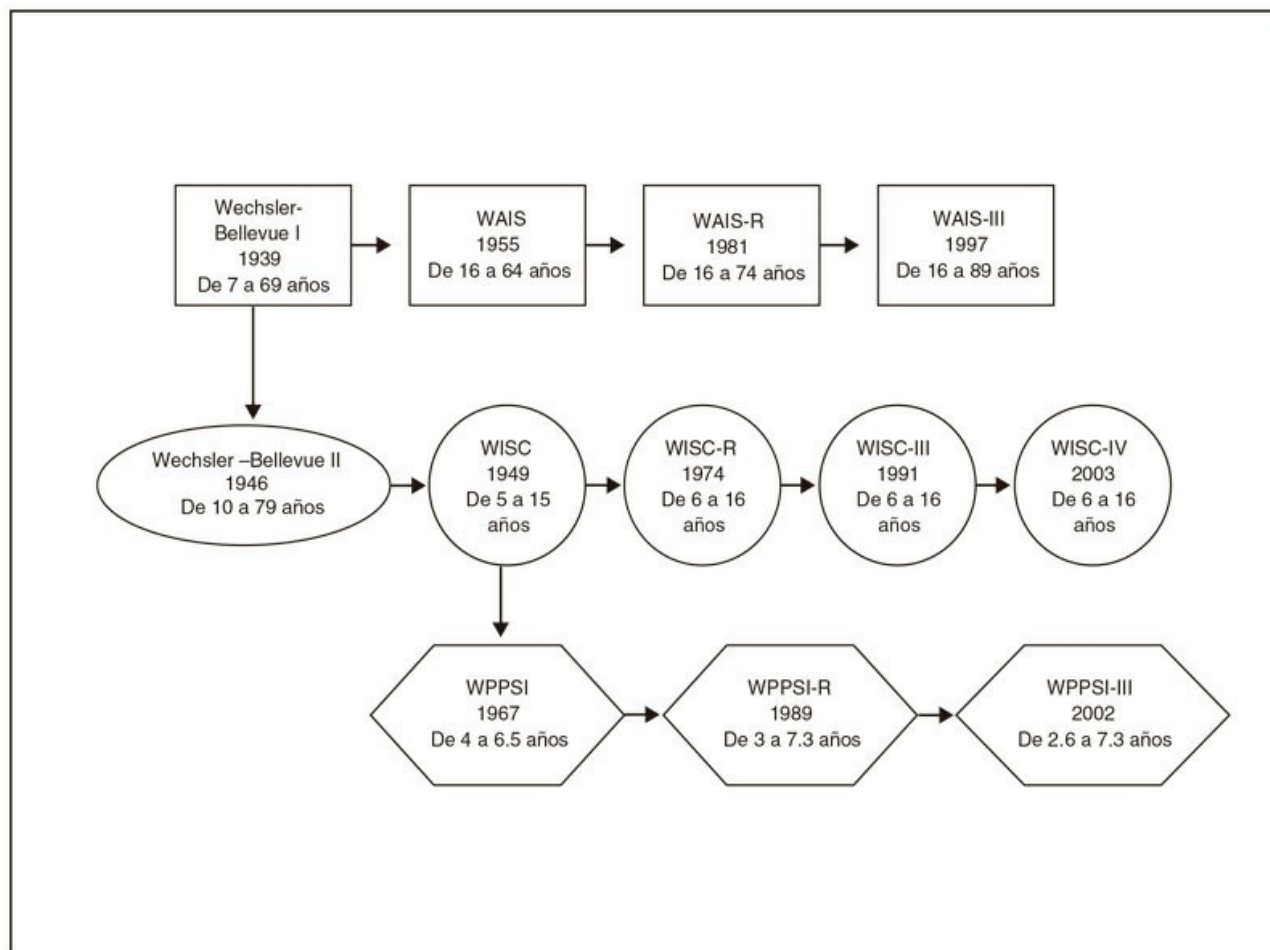 Wechsler-
Bellevue I
1939
De 7 a 69 años
WAIS
1955
De 16 a 64 años
WAIS-R
1981
De 16 a 74 años
WAIS-III
1997
De 16 a 89 años
Wechsler –Bellevue II
1946
De 10 a 79 años
WISC
1949
De 5 a 15
años
WISC-R
1974
De 6 a 16
años
WISC-III
1991
De 6 a 16
años
WISC-IV
2003
De 6 a 16
años
WPPSI
1967
De 4 a 6.5 años
WPPSI-R
1989
De 3 a 7.3 años
WPPSI-III
2002
De 2.6 a 7.3 años